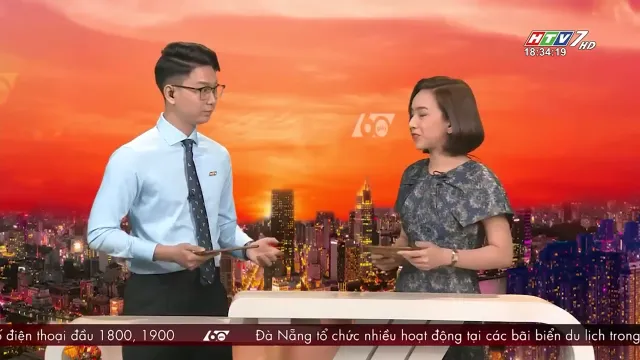 HTV7 HD
18:34:19
60
ố điện thoại đầu 1800, 1900 60 Đà Nẵng tổ chức nhiều hoạt động tại các bãi biển du lịch trong